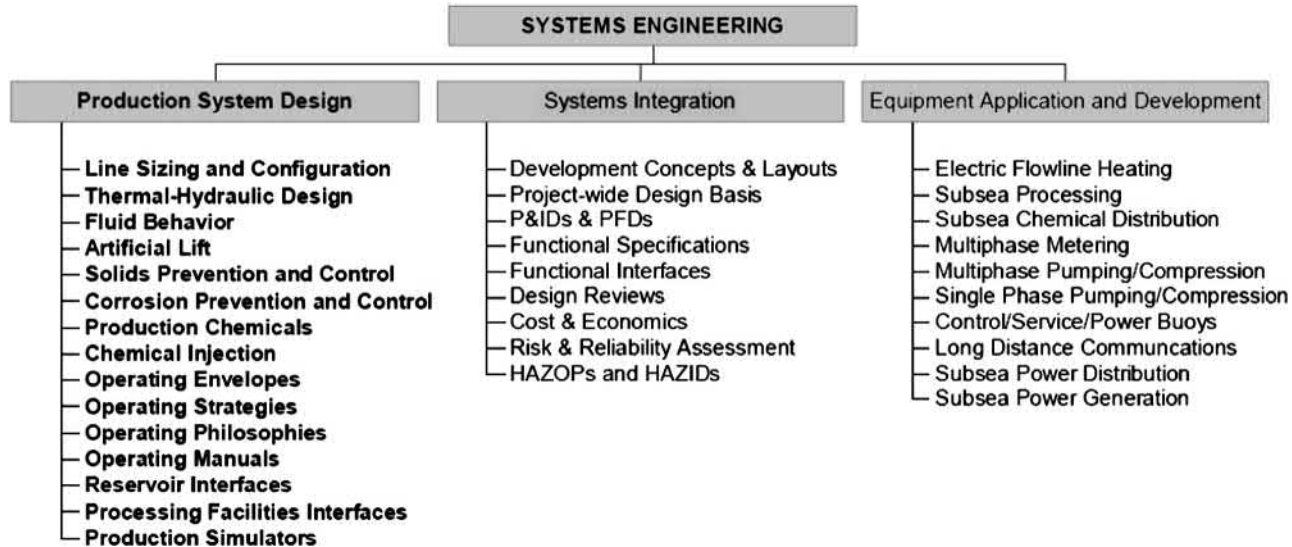 SYSTEMS ENGINEERING
Production System Design
Line Sizing and Configuration
Thermal-Hydraulic Design
Fluid Behavior
Artificial Lift
Solids Prevention and Control
Corrosion Prevention and Control
Production Chemicals
Chemical Injection
Operating Envelopes
Operating Strategies
Operating Philosophies
Operating Manuals
Reservoir Interfaces
Processing Facilities Interfaces
Production Simulators
Systems Integration
Development Concepts & Layouts
Project-wide Design Basis
P&IDs & PFDs
Functional Specifications
Functional Interfaces
Design Reviews
Cost & Economics
Risk & Reliability Assessment
HAZOPs and HAZIDs
Equipment Application and Development
Electric Flowline Heating
Subsea Processing
Subsea Chemical Distribution
Multiphase Metering
Multiphase Pumping/Compression
Single Phase Pumping/Compression
Control/Service/Power Buoys
Long Distance Communcations
Subsea Power Distribution
Subsea Power Generation